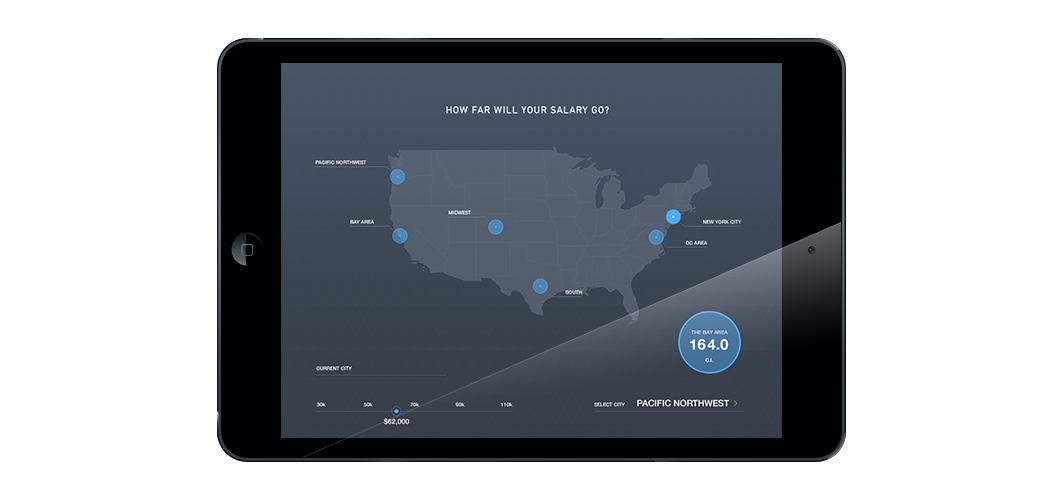 HOW FAR WILL YOUR SALARY GO?
PACIFIC NORTHWEST
MIDWEST
BAY AREA
NEW YORK CITY
DC AREA
SOUTH
THE BAY AREA
164.0
C.I.
CURRENT CITY
30k 50k 70k 90k 110k
$62,000
SELECT CITY PACIFIC NORTHWEST >